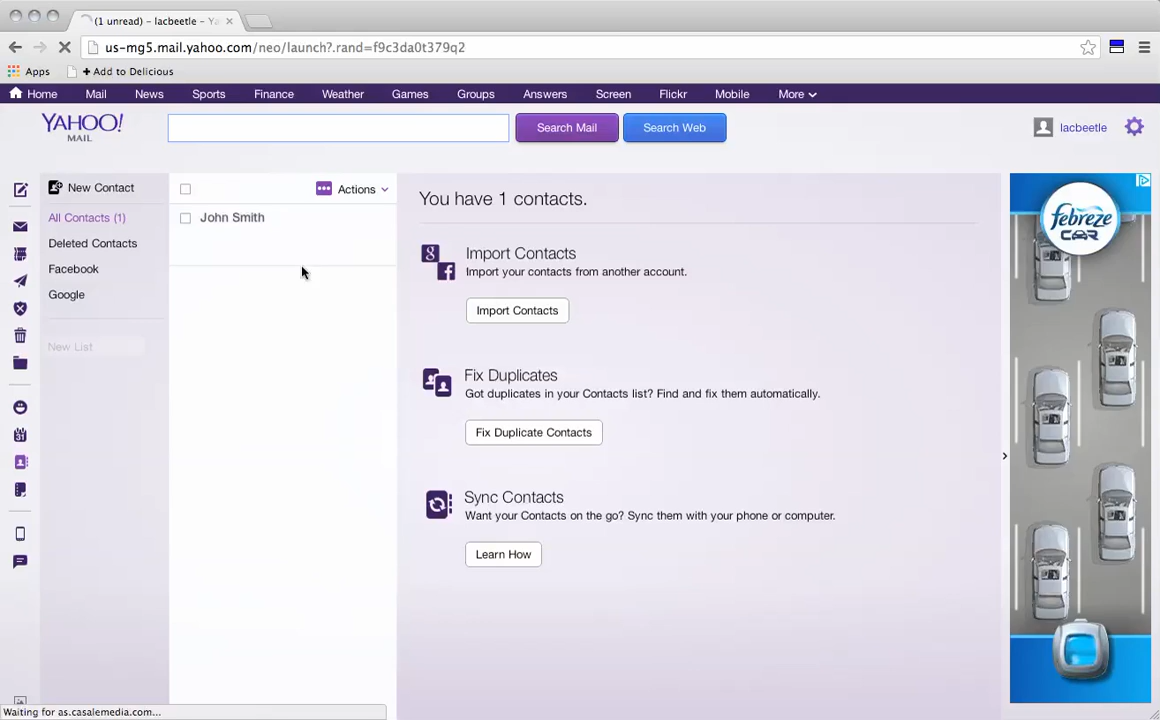 (1 unread) – lacbeetle – Ya
us-mg5.mail.yahoo.com/neo/launch?.rand=f9c3da0t379q2
Apps + Add to Delicious
Home Mail News Sports Finance Weather Games Groups Answers Screen Flickr Mobile More
YAHOO! MAIL
Search Mail Search Web lacbeetle
New Contact Actions
You have 1 contacts.
All Contacts (1)
John Smith
Deleted Contacts
Facebook
Google
New List
Import Contacts
Import your contacts from another account.
Import Contacts
Fix Duplicates
Got duplicates in your Contacts list? Find and fix them automatically.
Fix Duplicate Contacts
Sync Contacts
Want your Contacts on the go? Sync them with your phone or computer.
Learn How
febreze
CAR
31
Waiting for as.casalemedia.com...